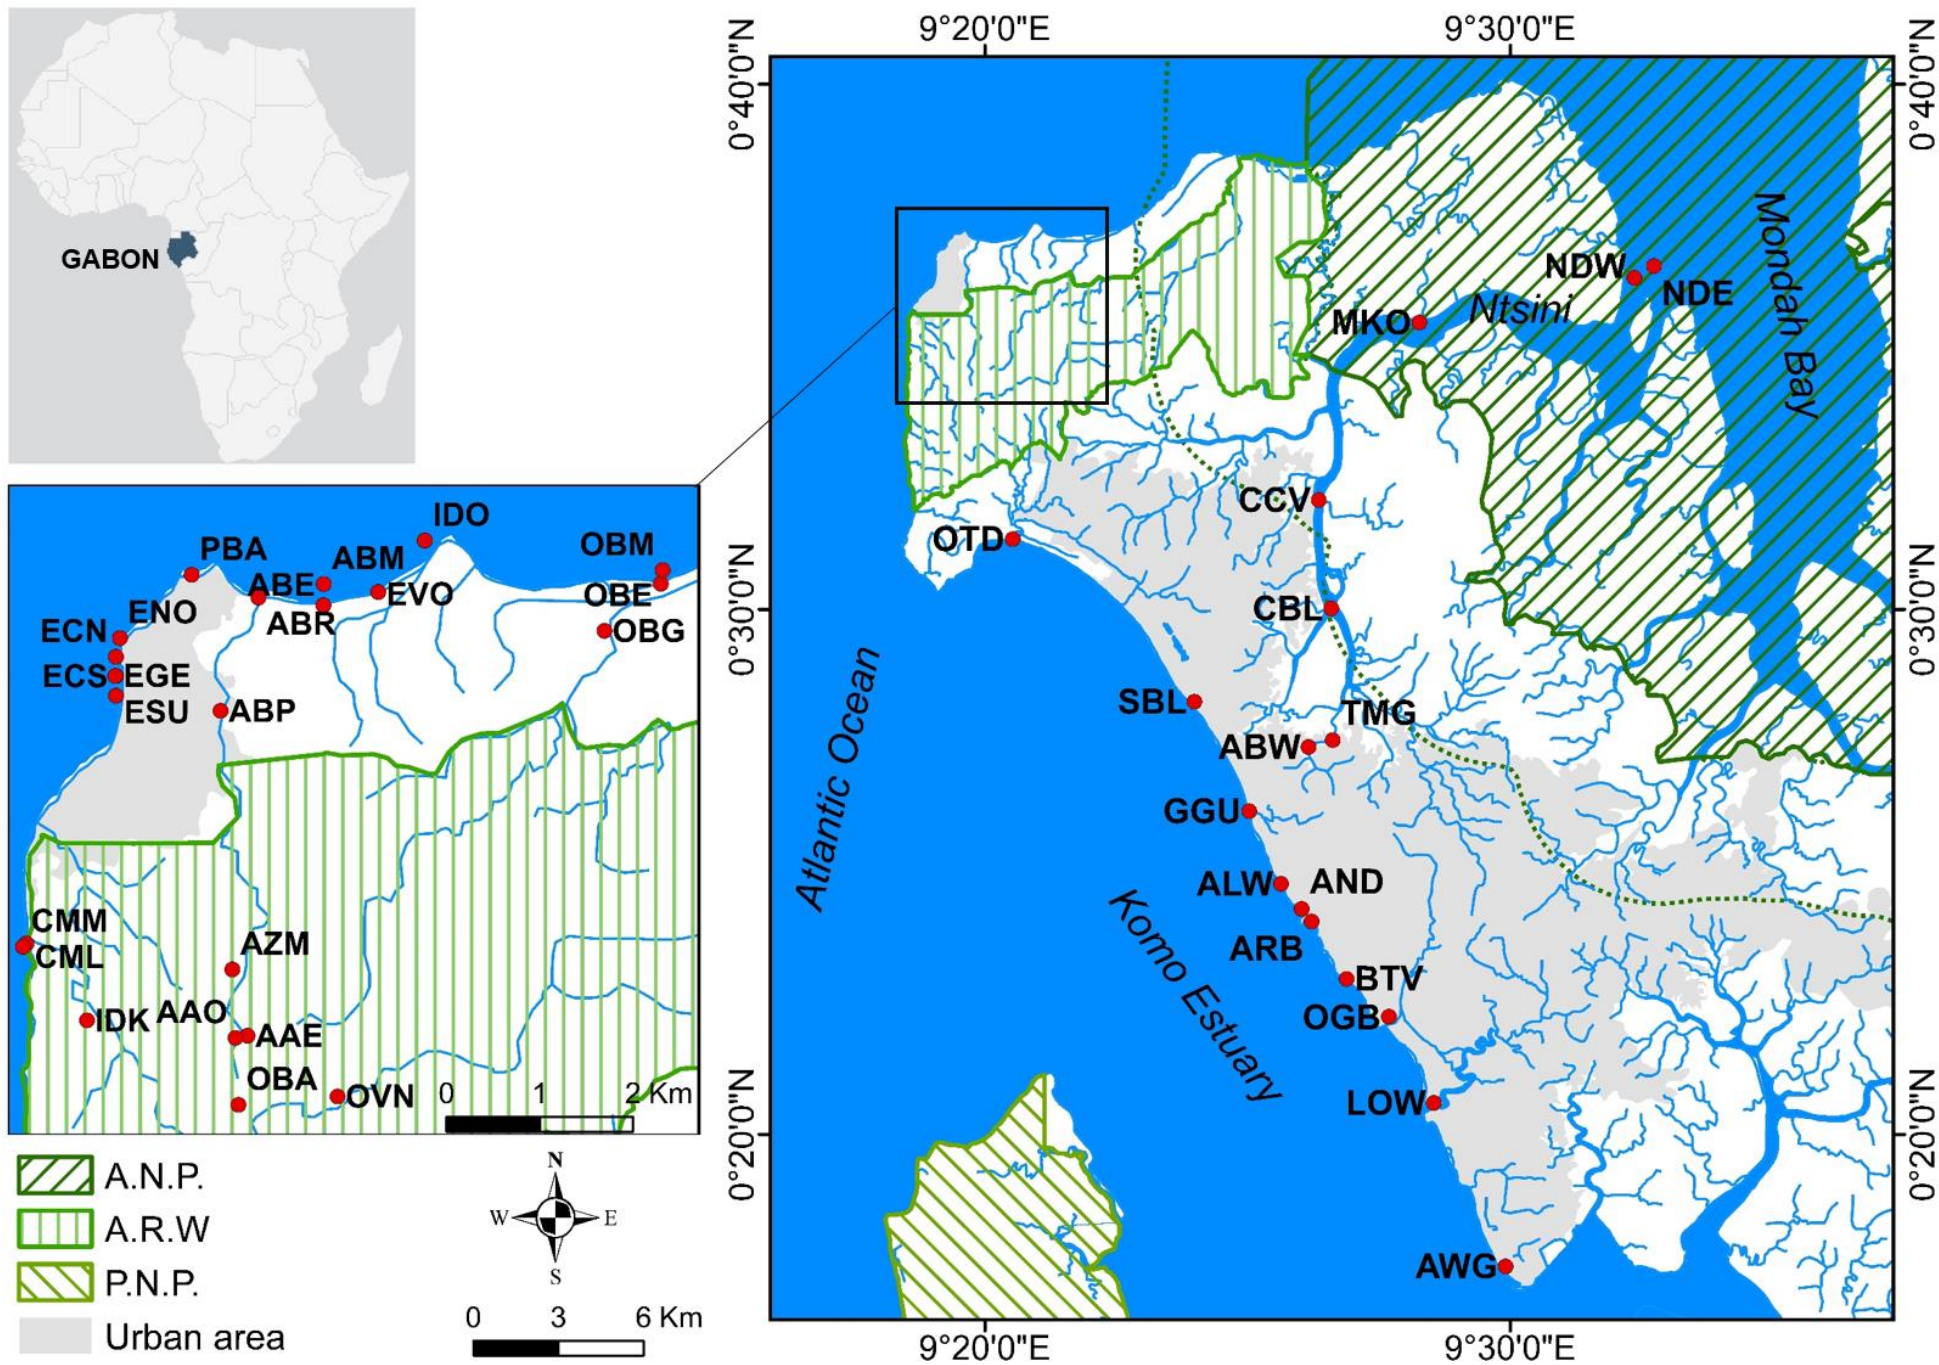 GABON
9°20'0"E
9°30'0"E
0°40'0"N
0°40'0"N
Mondah Bay
NDW
NDE
Ntsini
MKO
CCV
OTD
0°30'0"N
0°30'0"N
CBL
SBL
TMG
ABW
Atlantic Ocean
GGU
ALW
AND
ARB
Komo Estuary
BTV
OGB
LOW
0°20'0"N
0°20'0"N
AWG
9°20'0"E
9°30'0"E
IDO
PBA
ABM
OBM
ABE
EVO
OBE
ENO
ABR
OBG
ECN
ECS
EGE
ESU
ABP
CMM
CML
AZM
AAO
IDK
AAE
OBA
OVN
0 1 2 Km
A.N.P.
A.R.W
P.N.P.
Urban area
N
W
E
S
0 3 6 Km